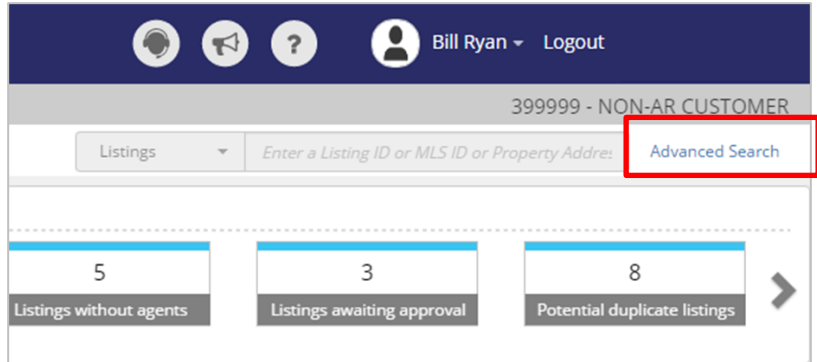 ?
Bill Ryan Logout
399999 - NON-AR CUSTOMER
Listings Enter a Listing ID or MLS ID or Property Addre Advanced Search
5 3 8
Listings without agents Listings awaiting approval Potential duplicate listings